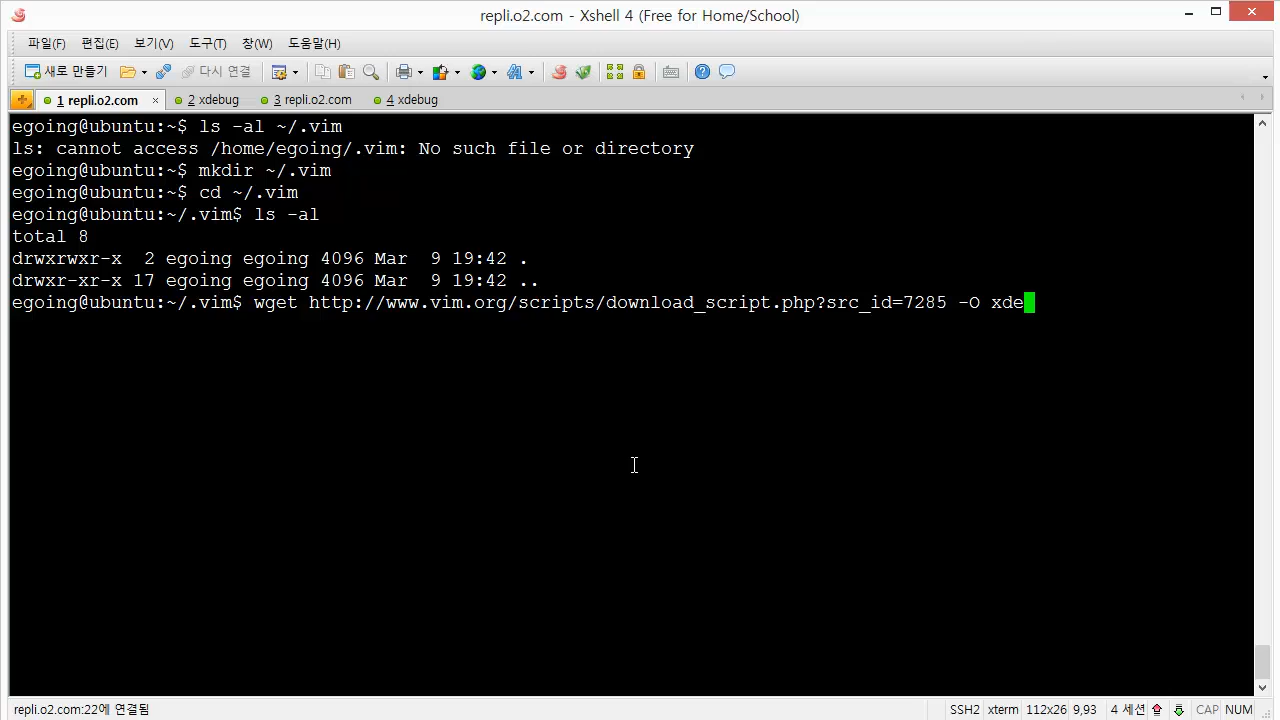 repli.o2.com - Xshell 4 (Free for Home/School)
파일(F) 편집(E) 보기(V) 도구(T) 창(W) 도움말(H)
새로 만들기 다시 연결
1 repli.o2.com × 2 xdebug 3 repli.o2.com 4 xdebug
egoing@ubuntu:~$ ls -al ~/.vim
ls: cannot access /home/egoing/.vim: No such file or directory
egoing@ubuntu:~$ mkdir ~/.vim
egoing@ubuntu:~$ cd ~/.vim
egoing@ubuntu:~/.vim$ ls -al
total 8
drwxrwxr-x  2 egoing egoing 4096 Mar  9 19:42 .
drwxr-xr-x 17 egoing egoing 4096 Mar  9 19:42 ..
egoing@ubuntu:~/.vim$ wget http://www.vim.org/scripts/download_script.php?src_id=7285 -O xde
repli.o2.com:22에 연결됨 SSH2 xterm 112x26 9,93 4 세션 CAP NUM